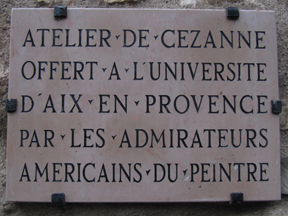 ATELIER·DE·CEZANNE
OFFERT·A·L'UNIVERSITE
D'AIX·EN·PROVENCE
PAR·LES·ADMIRATEURS
AMERICAINS·DU·PEINTRE